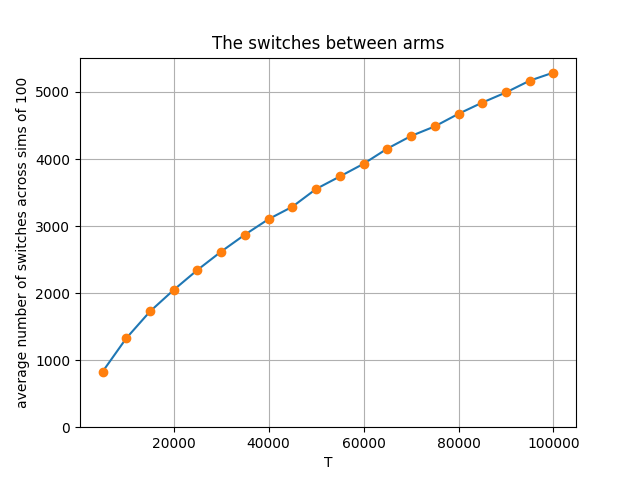 The switches between arms
average number of switches across sims of 100
5000
4000
3000
2000
1000
0
20000 40000 60000 80000 100000
T